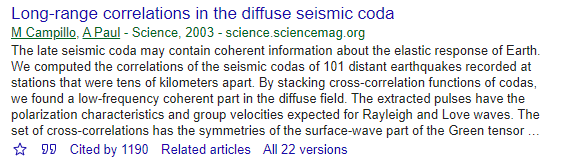 Long-range correlations in the diffuse seismic coda
M Campillo, A Paul - Science, 2003 - science.sciencemag.org
The late seismic coda may contain coherent information about the elastic response of Earth.
We computed the correlations of the seismic codas of 101 distant earthquakes recorded at
stations that were tens of kilometers apart. By stacking cross-correlation functions of codas,
we found a low-frequency coherent part in the diffuse field. The extracted pulses have the
polarization characteristics and group velocities expected for Rayleigh and Love waves. The
set of cross-correlations has the symmetries of the surface-wave part of the Green tensor ...
Cited by 1190 Related articles All 22 versions